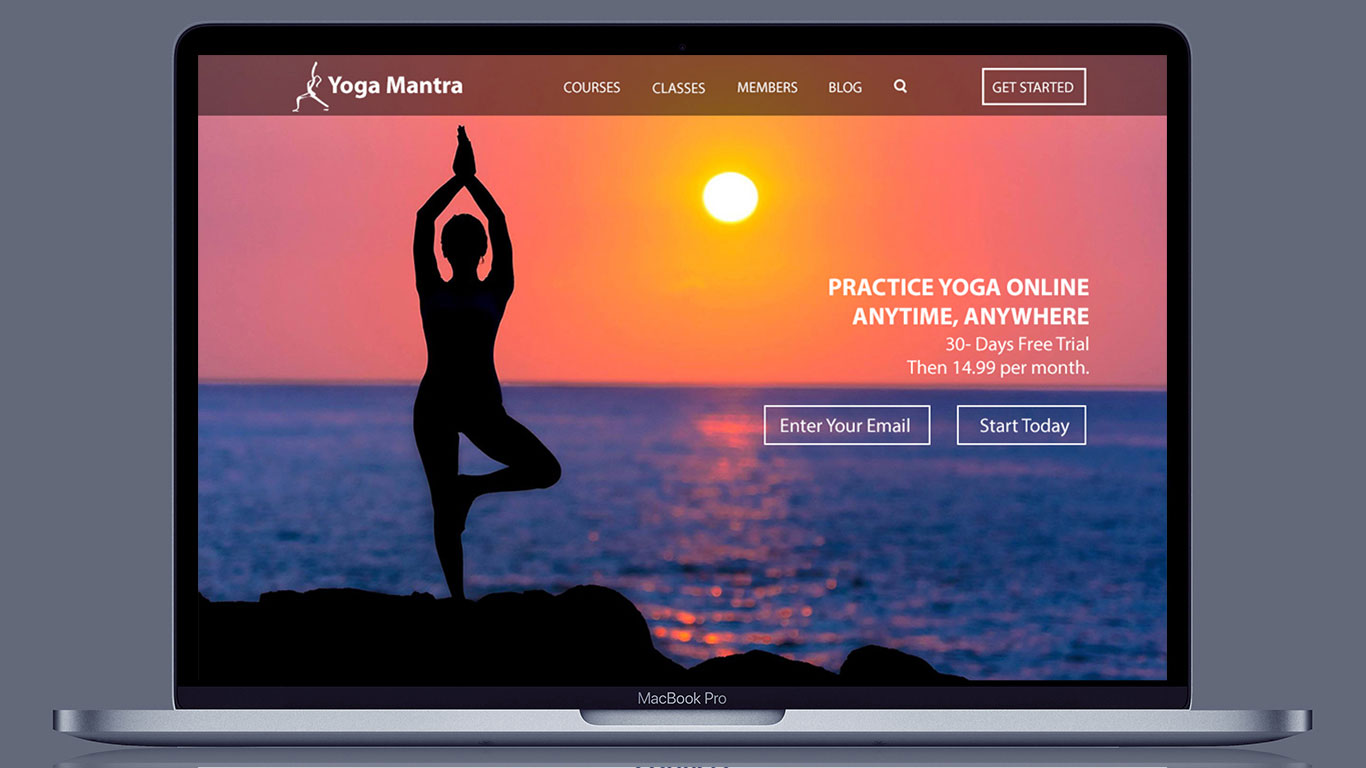 Yoga Mantra
COURSES
CLASSES
MEMBERS
BLOG
GET STARTED
PRACTICE YOGA ONLINE
ANYTIME, ANYWHERE
30- Days Free Trial
Then 14.99 per month.
Enter Your Email
Start Today
MacBook Pro